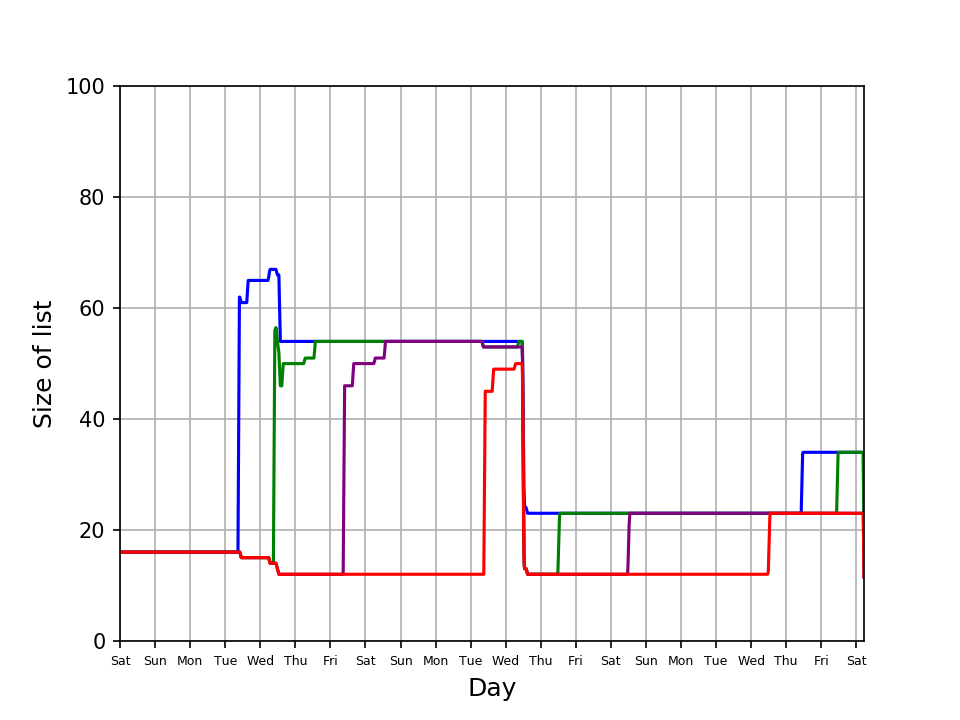 100
80
60
40
20
0
Size of list
Sat Sun Mon Tue Wed Thu Fri Sat Sun Mon Tue Wed Thu Fri Sat Sun Mon Tue Wed Thu Fri Sat
Day